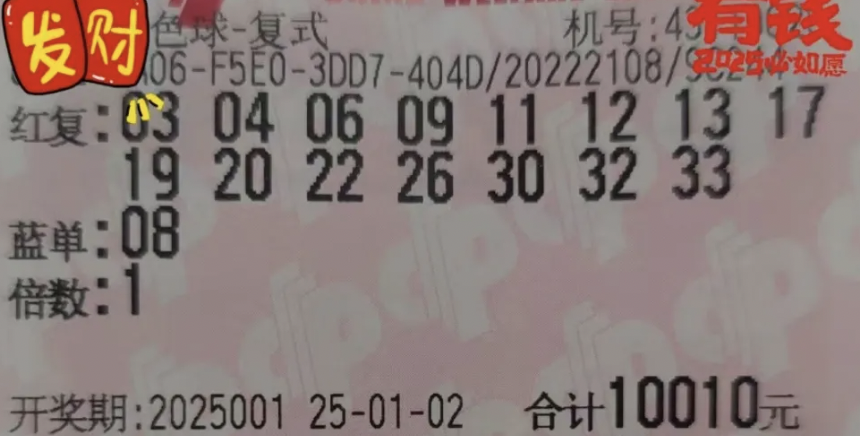 发财
有钱
2025必如愿
色球-复式
机号:4
A06-F5E0-3DD7-404D/20222108/
红复:03 04 06 09 11 12 13 17
19 20 22 26 30 32 33
蓝单:08
倍数:1
开奖期:2025001 25-01-02 合计10010元